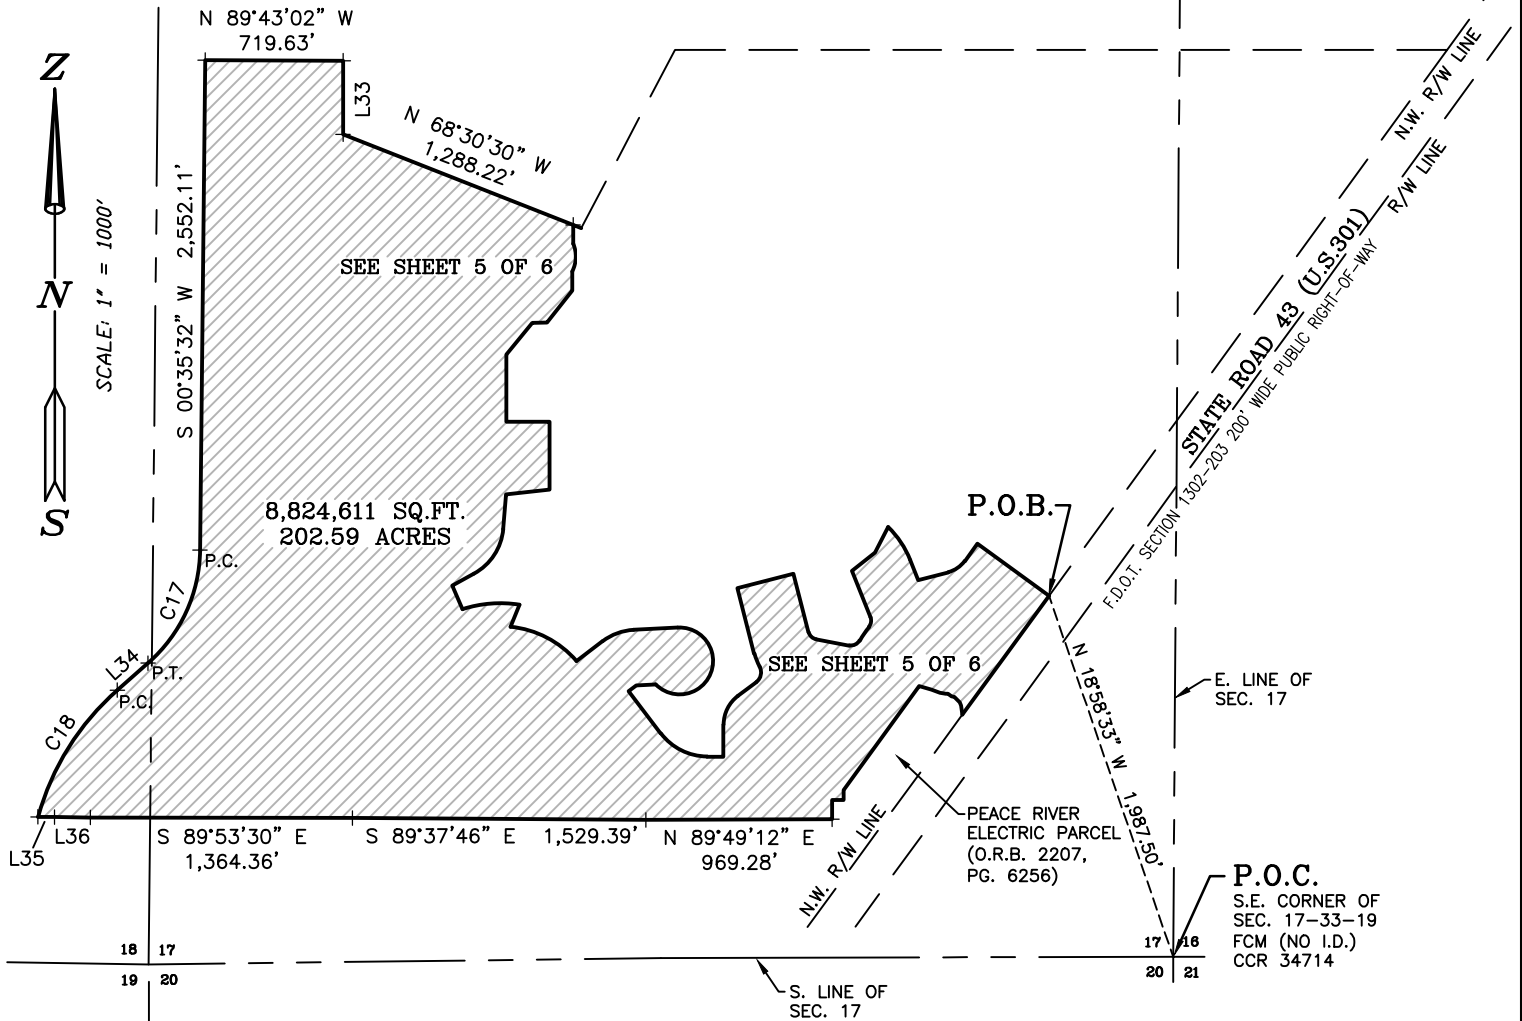 N 89°43'02" W
719.63'
L33
N 68°30'30" W
1,288.22'
Z
N
S
SCALE: 1" = 1000'
S 00°35'32" W 2,552.11'
SEE SHEET 5 OF 6
8,824,611 SQ.FT.
202.59 ACRES
P.C.
C17
L34
P.T.
P.C.
C18
L35
L36
S 89°53'30" E
1,364.36'
S 89°37'46" E 1,529.39'
N 89°49'12" E
969.28'
SEE SHEET 5 OF 6
P.O.B.
N.W. R/W LINE
R/W LINE
STATE ROAD 43 (U.S.301)
F.D.O.T. SECTION 1302-203 200' WIDE PUBLIC RIGHT-OF-WAY
N 18°58'33" W 1,987.50'
E. LINE OF
SEC. 17
N.W. R/W LINE
PEACE RIVER
ELECTRIC PARCEL
(O.R.B. 2207,
PG. 6256)
P.O.C.
S.E. CORNER OF
SEC. 17-33-19
FCM (NO I.D.)
CCR 34714
18 17
19 20
17 16
20 21
S. LINE OF
SEC. 17